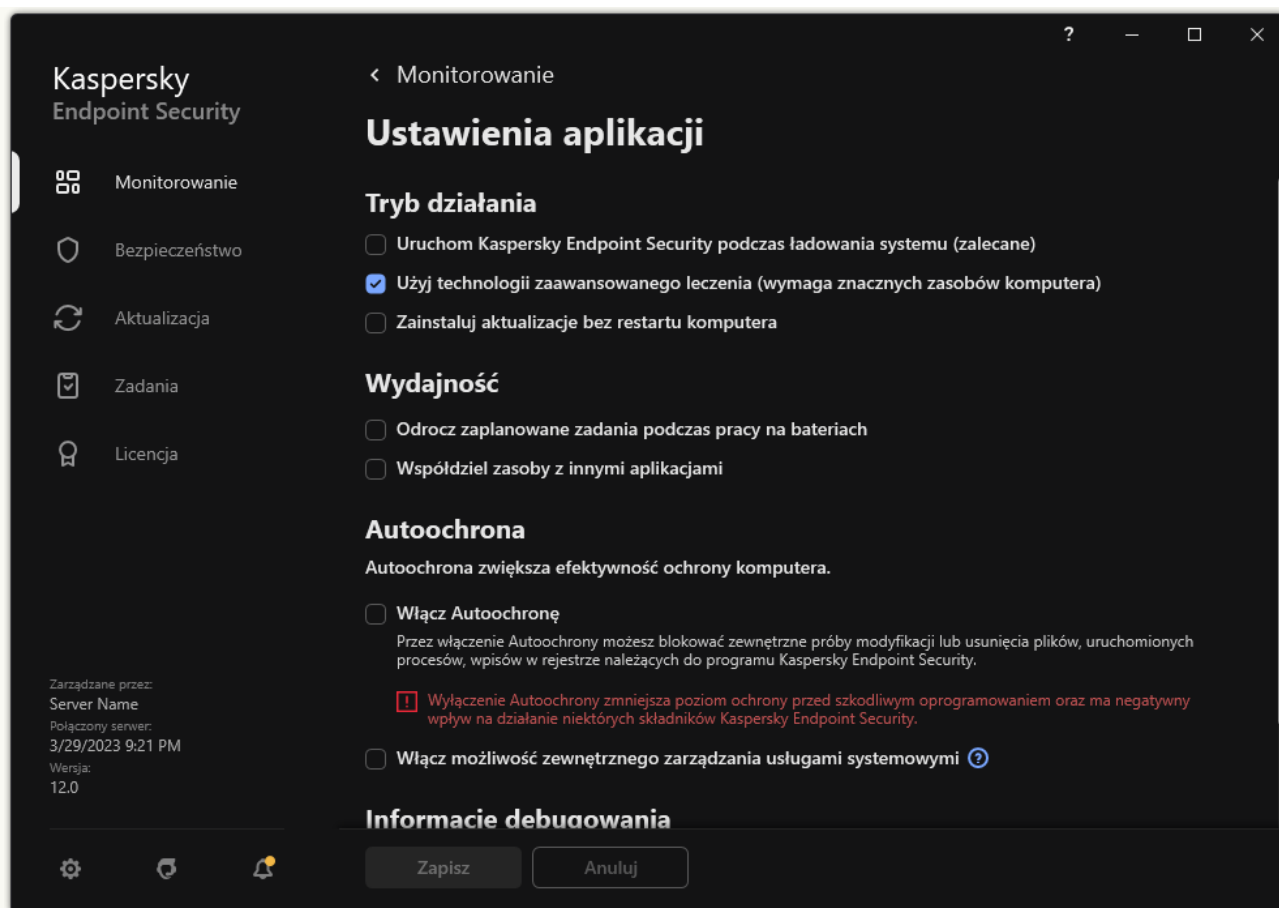 ?
Kaspersky
Endpoint Security
Monitorowanie
Bezpieczeństwo
Aktualizacja
Zadania
Licencja
Zarządzane przez:
Server Name
Połączony serwer:
3/29/2023 9:21 PM
Wersja:
12.0
< Monitorowanie
Ustawienia aplikacji
Tryb działania
Uruchom Kaspersky Endpoint Security podczas ładowania systemu (zalecane)
Użyj technologii zaawansowanego leczenia (wymaga znacznych zasobów komputera)
Zainstaluj aktualizacje bez restartu komputera
Wydajność
Odrocz zaplanowane zadania podczas pracy na bateriach
Współdziel zasoby z innymi aplikacjami
Autoochrona
Autoochrona zwiększa efektywność ochrony komputera.
Włącz Autoochronę
Przez włączenie Autoochrony możesz blokować zewnętrzne próby modyfikacji lub usunięcia plików, uruchomionych
procesów, wpisów w rejestrze należących do programu Kaspersky Endpoint Security.
! Wyłączenie Autoochrony zmniejsza poziom ochrony przed szkodliwym oprogramowaniem oraz ma negatywny
wpływ na działanie niektórych składników Kaspersky Endpoint Security.
Włącz możliwość zewnętrznego zarządzania usługami systemowymi ?
Informacje debugowania
Zapisz
Anuluj